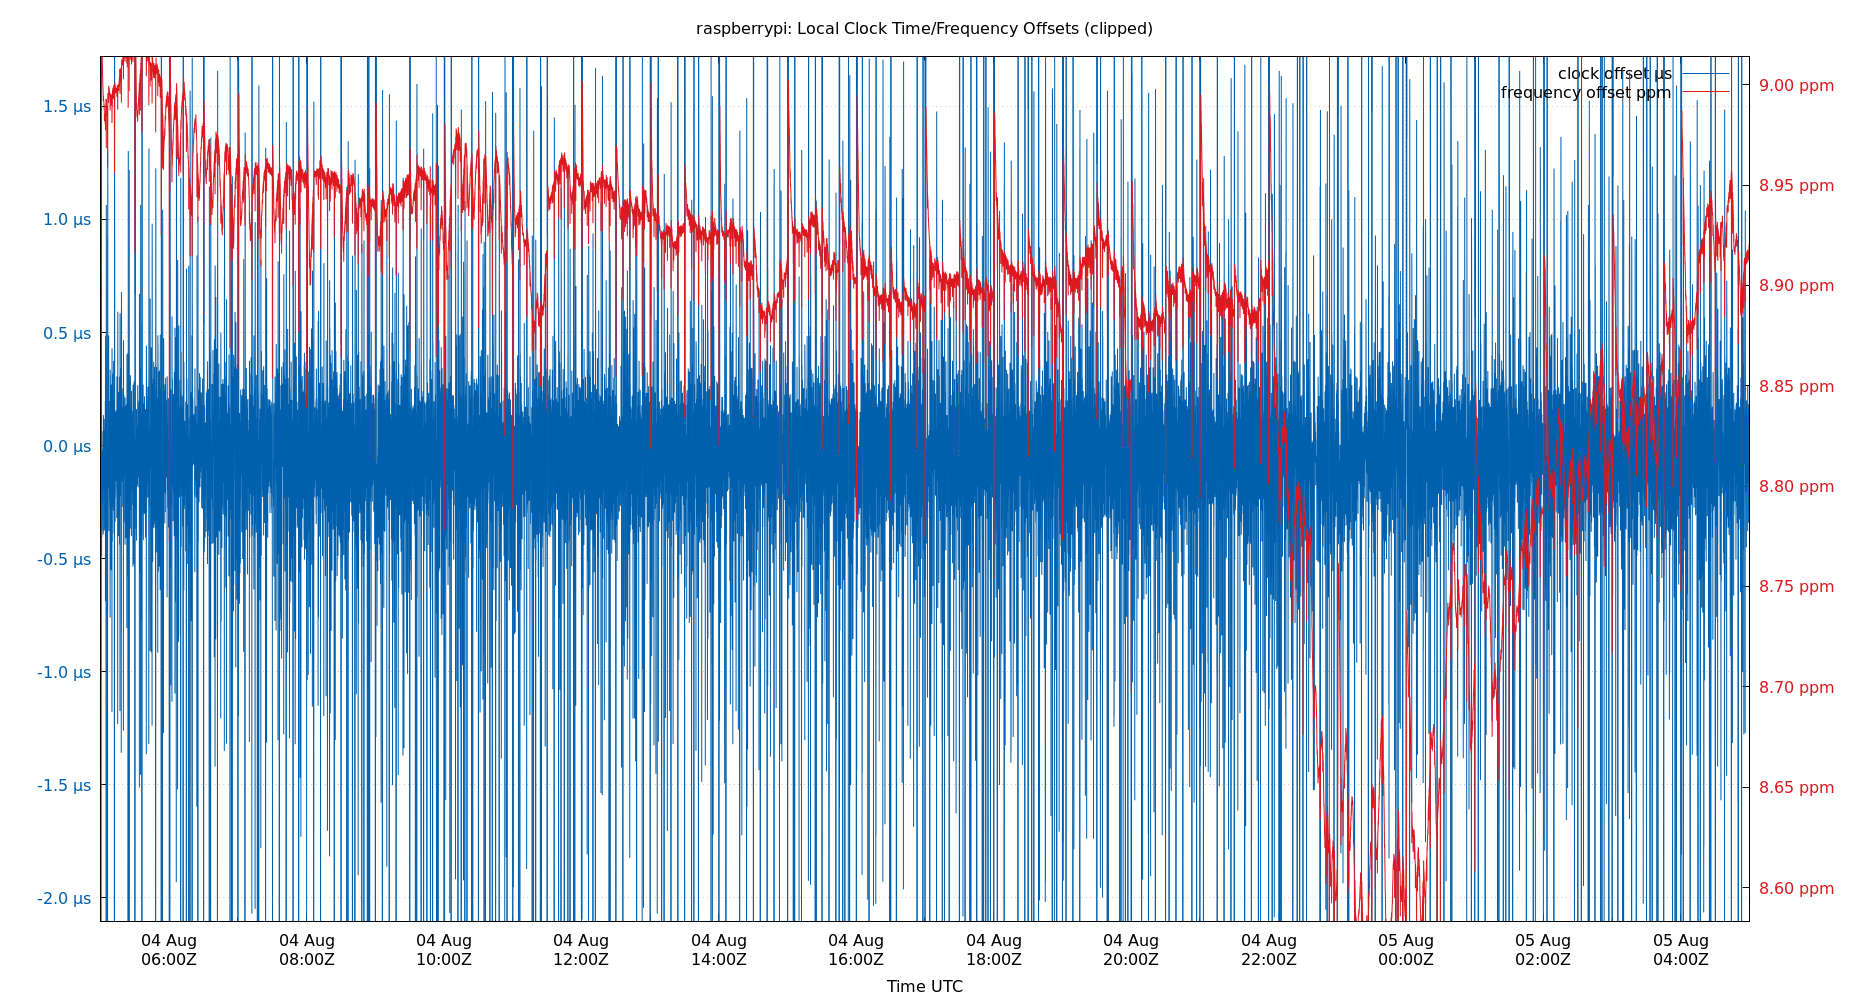 raspberrypi: Local Clock Time/Frequency Offsets (clipped)
clock offset µs
frequency offset ppm
1.5 µs
1.0 µs
0.5 µs
0.0 µs
-0.5 µs
-1.0 µs
-1.5 µs
-2.0 µs
9.00 ppm
8.95 ppm
8.90 ppm
8.85 ppm
8.80 ppm
8.75 ppm
8.70 ppm
8.65 ppm
8.60 ppm
04 Aug 04 Aug 04 Aug 04 Aug 04 Aug 04 Aug 04 Aug 04 Aug 04 Aug 05 Aug 05 Aug 05 Aug
06:00Z 08:00Z 10:00Z 12:00Z 14:00Z 16:00Z 18:00Z 20:00Z 22:00Z 00:00Z 02:00Z 04:00Z
Time UTC